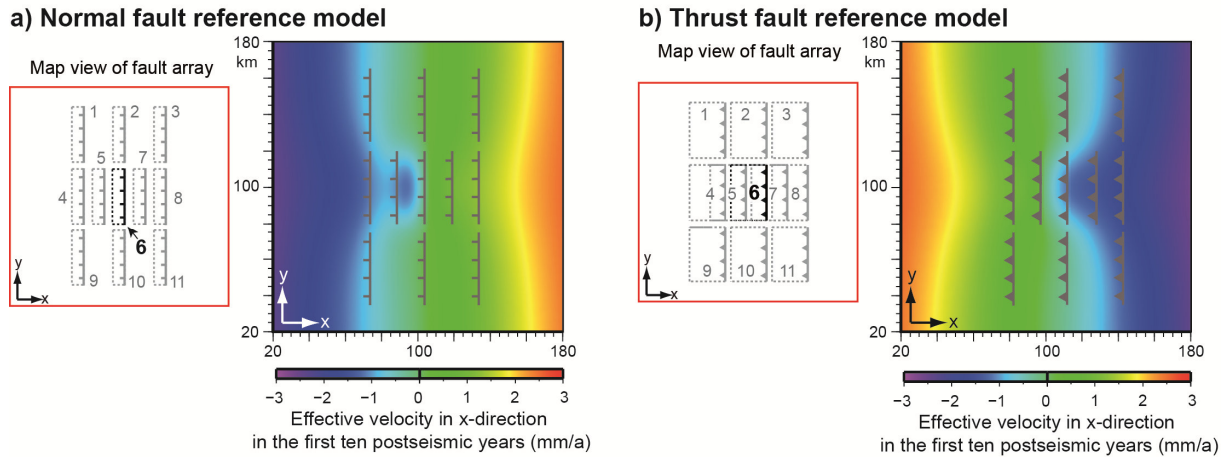 a) Normal fault reference model
Map view of fault array
1 2 3
5 7
4 8
6
9 10 11
y
x
180
km
100
20
y
x
20 100 180
−3 −2 −1 0 1 2 3
Effective velocity in x-direction
in the first ten postseismic years (mm/a)
b) Thrust fault reference model
Map view of fault array
1 2 3
4 5 6 7 8
9 10 11
y
x
180
km
100
20
y
x
20 100 180
−3 −2 −1 0 1 2 3
Effective velocity in x-direction
in the first ten postseismic years (mm/a)